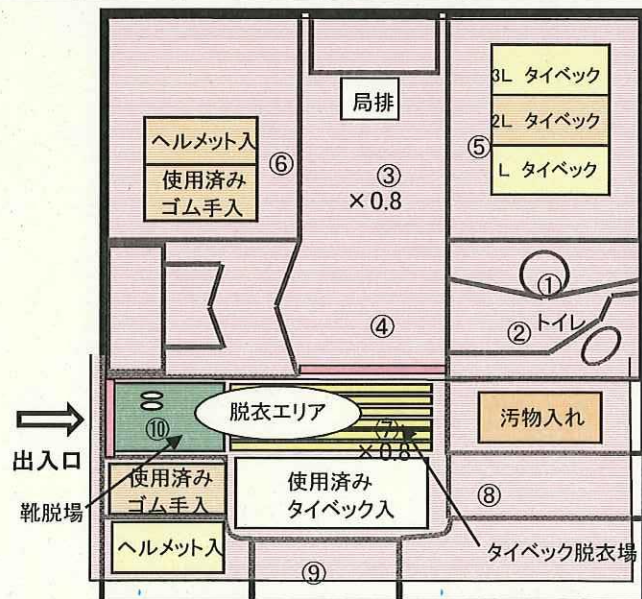 局排
③
×0.8
④
ヘルメット入
使用済み
ゴム手入
⑥
3L タイベック
2L タイベック
L タイベック
⑤
①
②
トイレ
出入口
⑩
脱衣エリア
⑦
×0.8
汚物入れ
靴脱場
使用済み
ゴム手入
使用済み
タイベック入
⑧
ヘルメット入
タイベック脱衣場
⑨